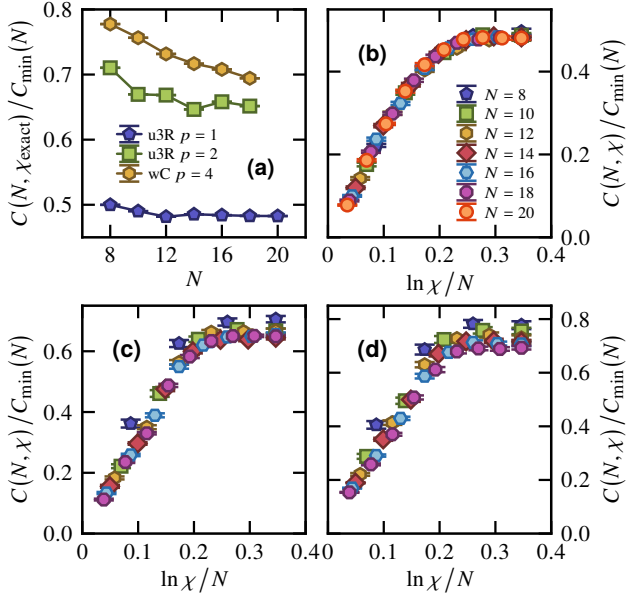 0.8
0.7
0.6
0.5
C(N, χexact)/Cmin(N)
u3R p = 1
u3R p = 2
wC p = 4
(a)
8 12 16 20
N
(b)
N = 8
N = 10
N = 12
N = 14
N = 16
N = 18
N = 20
0.4
0.2
0.0
C(N, χ)/Cmin(N)
0 0.1 0.2 0.3 0.4
ln χ/N
(c)
0.6
0.4
0.2
0.0
C(N, χ)/Cmin(N)
0 0.1 0.2 0.3 0.4
ln χ/N
(d)
0.8
0.6
0.4
0.2
0.0
C(N, χ)/Cmin(N)
0 0.1 0.2 0.3 0.4
ln χ/N